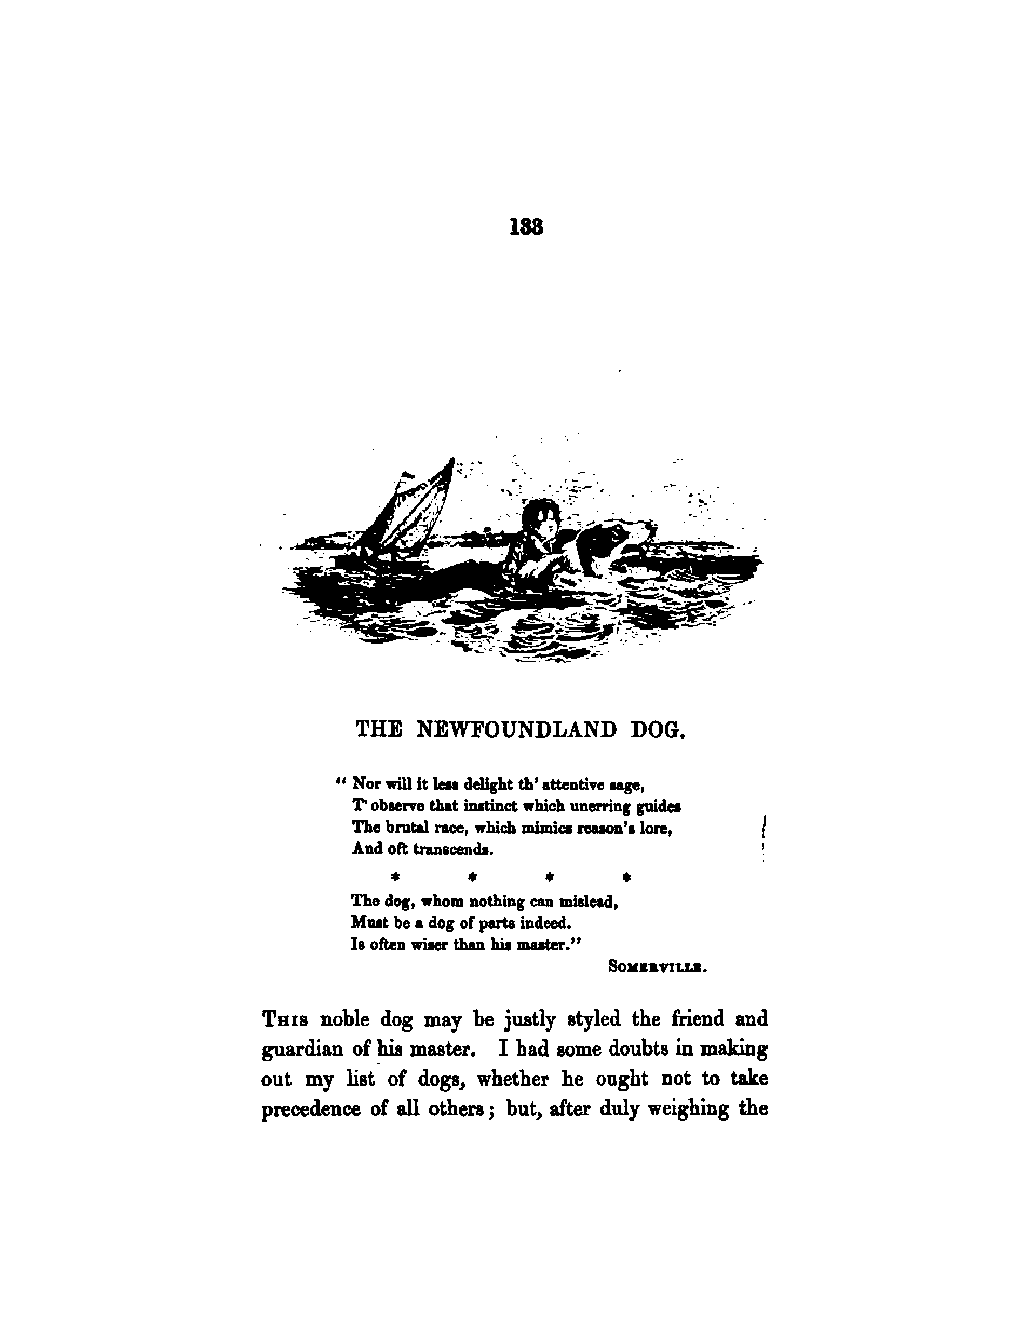 133
THE NEWFOUNDLAND DOG.
“ Nor will it less delight th' attentive sage,
T' observe that instinct which unerring guides
The brutal race, which mimics reason's lore,
And oft transcends.
* * * *
The dog, whom nothing can mislead,
Must be a dog of parts indeed.
Is often wiser than his master.”
SOMERVILLE.
THIS noble dog may be justly styled the friend and
guardian of his master. I had some doubts in making
out my list of dogs, whether he ought not to take
precedence of all others; but, after duly weighing the